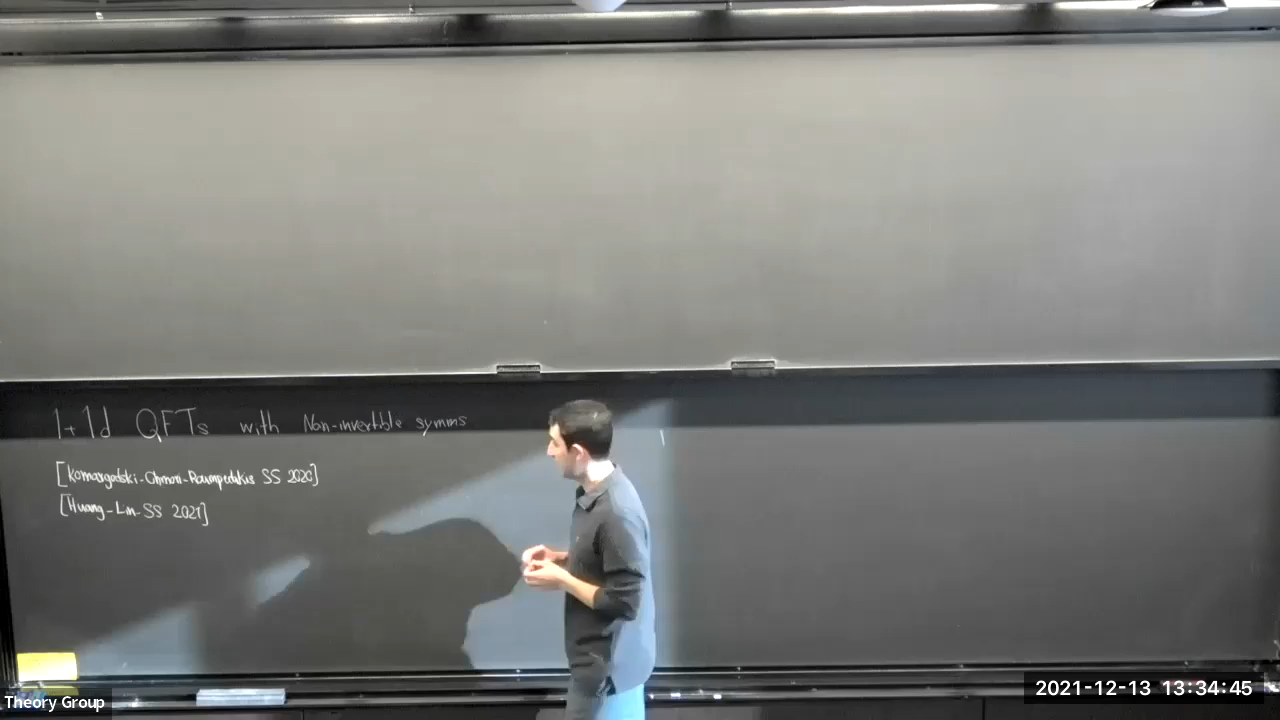 1+1d QFTs with Non-invertible symms
[Komargodski-Ohmori-Roumpedakis SS 2020]
[Huang-Lin-SS 2021]
Theory Group
2021-12-13 13:34:45